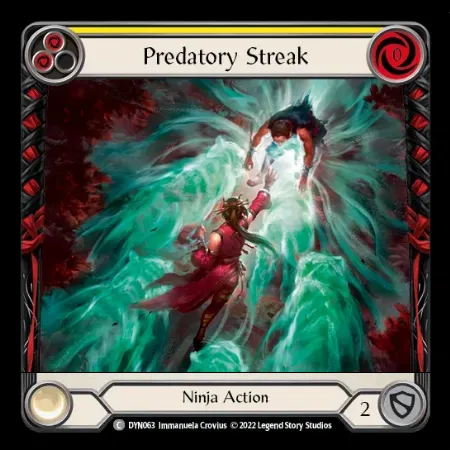 Predatory Streak
0
Ninja Action
2
C DYN063 Immanuela Crovius © 2022 Legend Story Studios